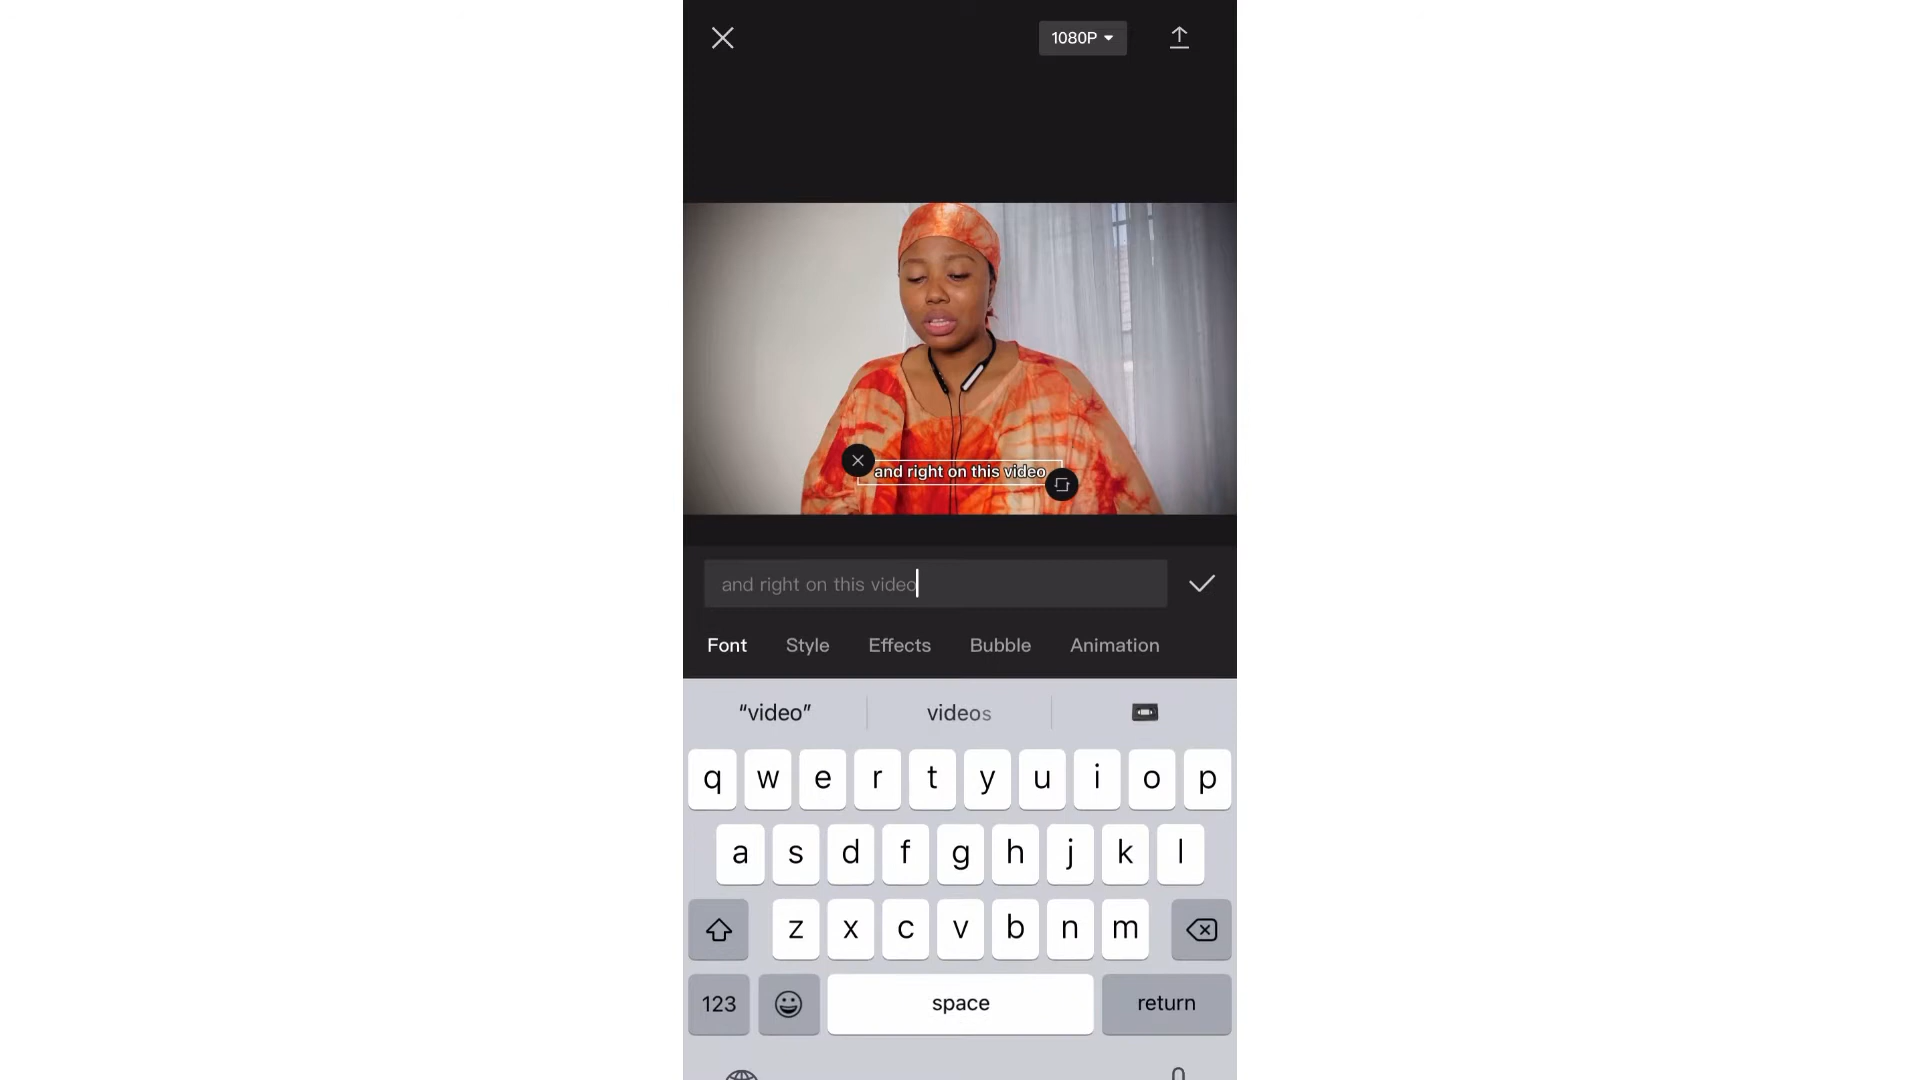 1080P
and right on this video
and right on this video
Font Style Effects Bubble Animation
“video” videos
q w e r t y u i o p
a s d f g h j k l
z x c v b n m
123 space return